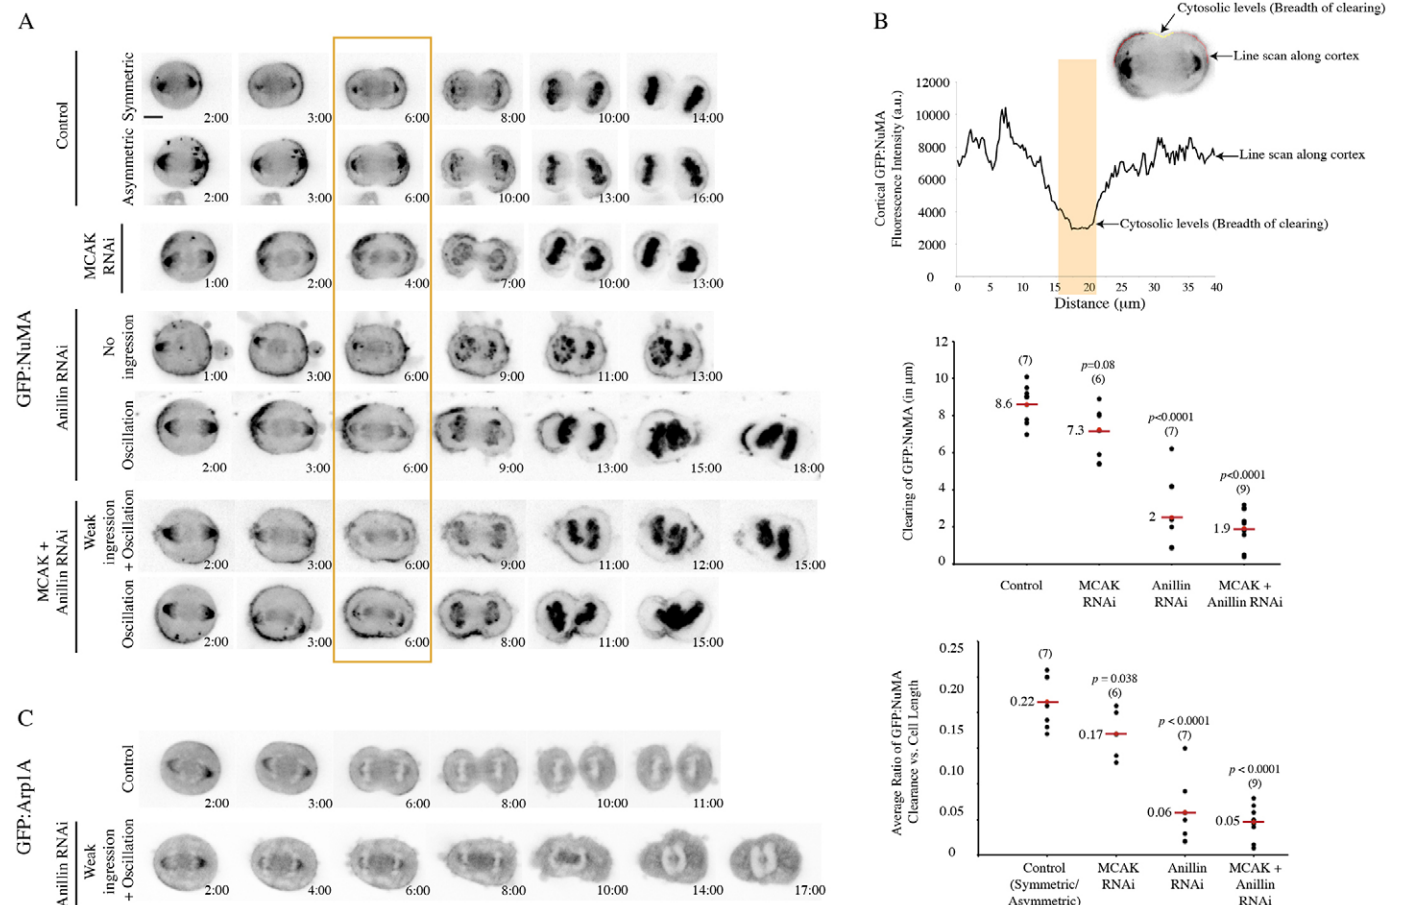 A
GFP:NuMA
Control
Symmetric
2:00 3:00 6:00 8:00 10:00 14:00
Asymmetric
2:00 3:00 6:00 10:00 13:00 16:00
MCAK
RNAi
1:00 2:00 4:00 7:00 10:00 13:00
Anillin RNAi
No
ingression
1:00 3:00 6:00 9:00 11:00 13:00
Oscillation
2:00 3:00 6:00 9:00 13:00 15:00 18:00
MCAK +
Anillin RNAi
Weak
ingression
+ Oscillation
2:00 3:00 6:00 9:00 11:00 12:00 15:00
Oscillation
2:00 3:00 6:00 8:00 11:00 15:00
C
GFP:Arp1A
Control
2:00 3:00 6:00 8:00 10:00 11:00
Anillin RNAi
Weak
ingression
+ Oscillation
2:00 4:00 6:00 8:00 10:00 14:00 17:00
B
Cytosolic levels (Breadth of clearing)
Line scan along cortex
Cortical GFP:NuMA
Fluorescence Intensity (a.u.)
12000
10000
8000
6000
4000
2000
0
Line scan along cortex
Cytosolic levels (Breadth of clearing)
0 5 10 15 20 25 30 35 40
Distance (μm)
Clearing of GFP:NuMA (in μm)
12
10
8
6
4
2
0
(7)
8.6
p=0.08
(6)
7.3
p<0.0001
(7)
2
p<0.0001
(9)
1.9
Control
MCAK
RNAi
Anillin
RNAi
MCAK +
Anillin RNAi
Average Ratio of GFP:NuMA
Clearance vs. Cell Length
0.25
0.20
0.15
0.10
0.05
0
(7)
0.22
p = 0.038
(6)
0.17
p < 0.0001
(7)
0.06
p < 0.0001
(9)
0.05
Control
(Symmetric/
Asymmetric)
MCAK
RNAi
Anillin
RNAi
MCAK +
Anillin
RNAi